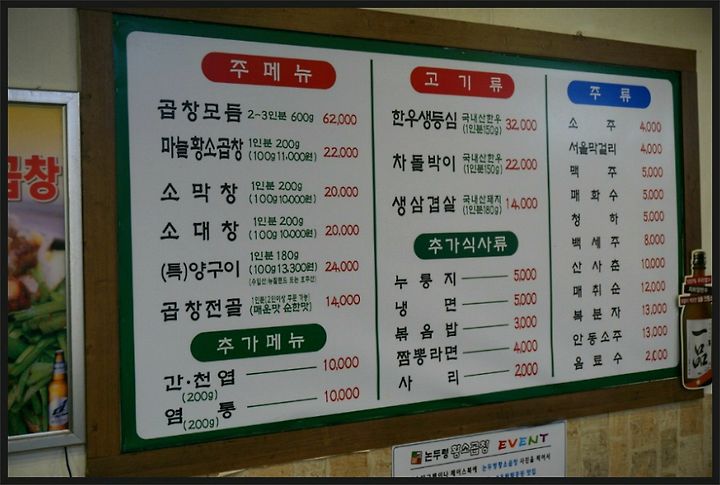 주 메 뉴
곱창모듬 2~3인분 600g 62,000
마늘황소곱창 1인분 200g (100g 11,000원) 22,000
소 막 창 1인분 200g (100g 10,000원) 20,000
소 대 창 1인분 200g (100g 10,000원) 20,000
(특)양구이 1인분 180g (100g 13,300원) 24,000
곱창전골 (매운맛 순한맛) 14,000
추 가 메 뉴
간·천엽 (200g) 10,000
염 통 (200g) 10,000
고 기 류
한우생등심 국내산한우 (1인분150g) 32,000
차돌박이 국내산한우 (1인분150g) 22,000
생삼겹살 국내산돼지 (1인분180g) 14,000
추가식사류
누 룽 지 5,000
냉 면 5,000
볶 음 밥 3,000
짬뽕라면 4,000
사 리 2,000
주 류
소 주 4,000
서울막걸리 4,000
맥 주 5,000
매 화 수 5,000
청 하 5,000
백 세 주 8,000
산 사 춘 10,000
매 취 순 12,000
복 분 자 13,000
안동소주 13,000
음 료 수 2,000
곱창
논두렁 황소곱창 EVENT